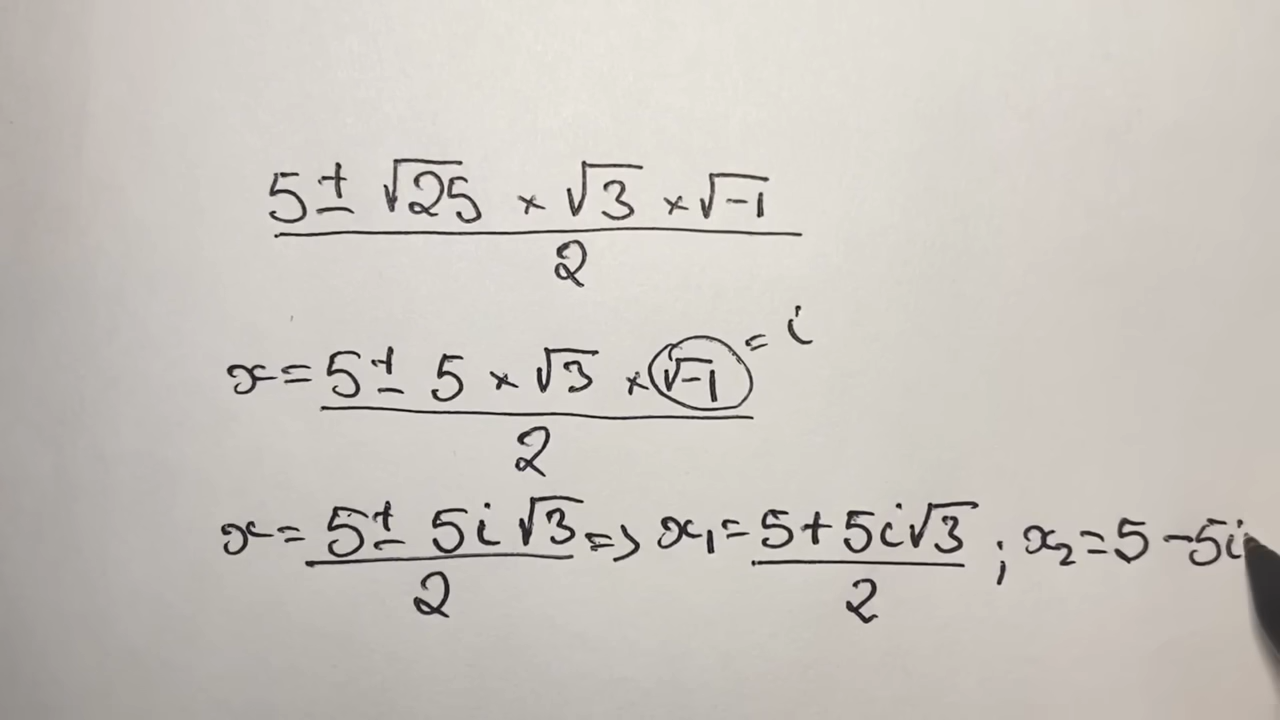 5 ± √25 × √3 × √-1
2
x = 5 ± 5 × √3 × √-1 = i
2
x = 5 ± 5i√3 => x₁ = 5 + 5i√3 ; x₂ = 5 - 5i
2 2